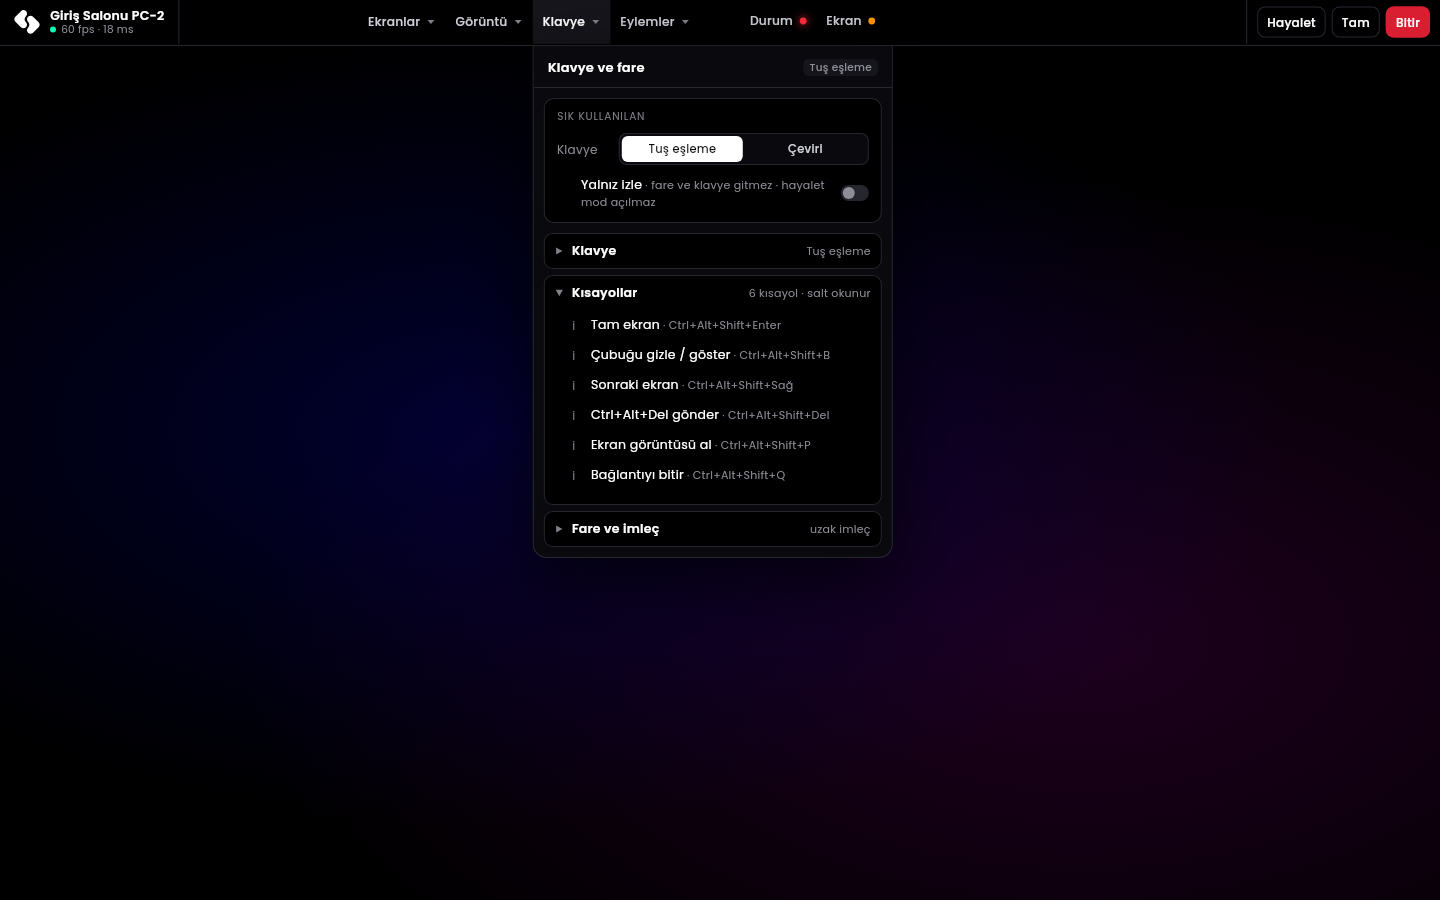 Giriş Salonu PC-2
60 fps · 18 ms
Ekranlar
Görüntü
Klavye
Eylemler
Durum
Ekran
Hayalet
Tam
Bitir
Klavye ve fare
Tuş eşleme
SIK KULLANILAN
Klavye
Tuş eşleme
Çeviri
Yalnız izle · fare ve klavye gitmez · hayalet
mod açılmaz
Klavye
Tuş eşleme
Kısayollar
6 kısayol · salt okunur
i Tam ekran · Ctrl+Alt+Shift+Enter
i Çubuğu gizle / göster · Ctrl+Alt+Shift+B
i Sonraki ekran · Ctrl+Alt+Shift+Sağ
i Ctrl+Alt+Del gönder · Ctrl+Alt+Shift+Del
i Ekran görüntüsü al · Ctrl+Alt+Shift+P
i Bağlantıyı bitir · Ctrl+Alt+Shift+Q
Fare ve imleç
uzak imleç